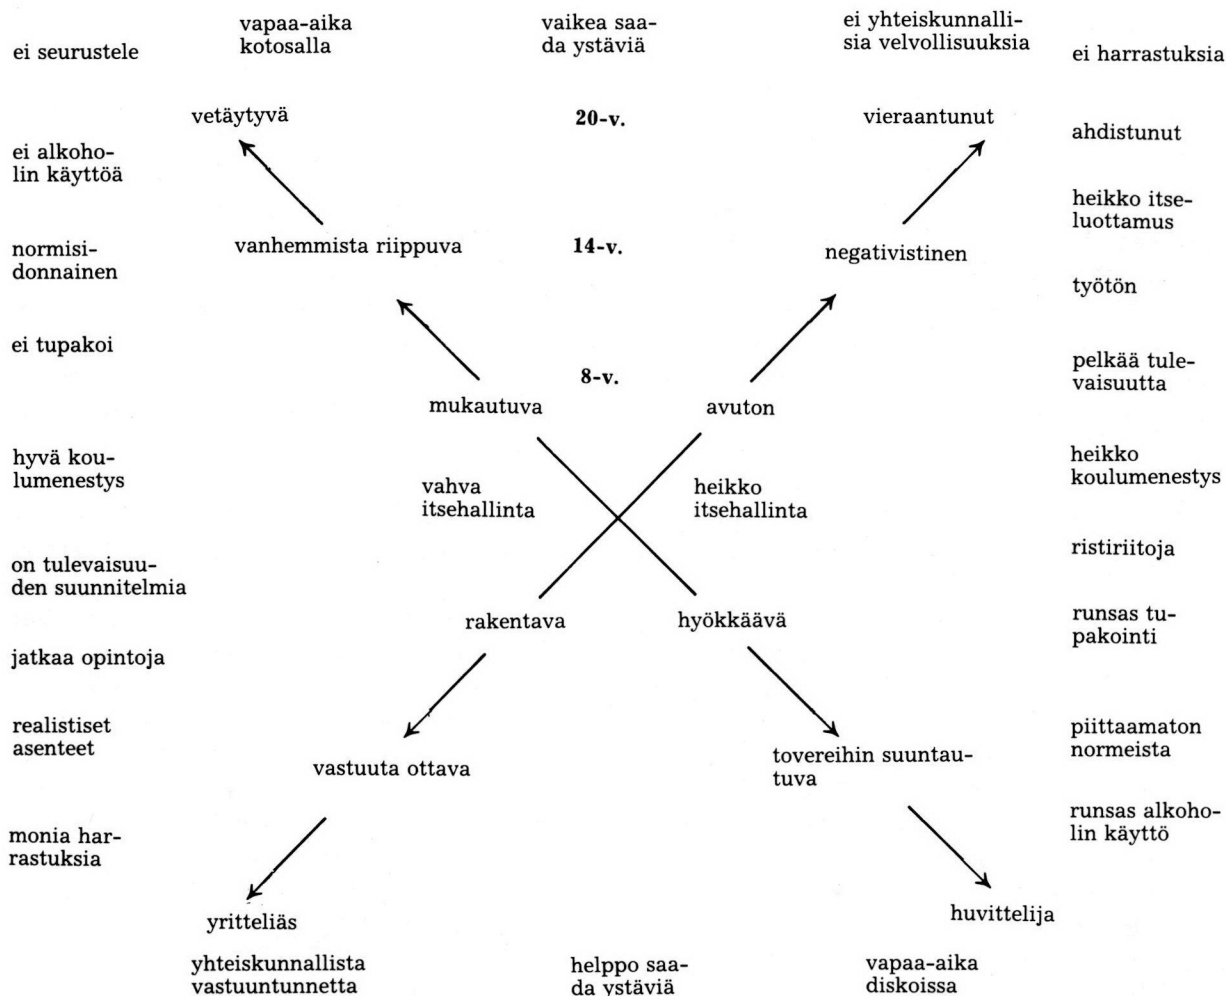 ei seurustele
vapaa-aika
kotosalla
vaikea saa-
da ystäviä
ei yhteiskunnalli-
sia velvollisuuksia
ei harrastuksia
vetäytyvä
20-v.
vieraantunut
ahdistunut
ei alkoho-
lin käyttöä
heikko itse-
luottamus
normisi-
donnainen
vanhemmista riippuva
14-v.
negativistinen
työtön
ei tupakoi
8-v.
pelkää tule-
vaisuutta
mukautuva
avuton
hyvä kou-
lumenestys
vahva
itsehallinta
heikko
itsehallinta
heikko
koulumenestys
on tulevaisuu-
den suunnitelmia
ristiriitoja
rakentava
hyökkäävä
runsas tu-
pakointi
jatkaa opintoja
realistiset
asenteet
vastuuta ottava
tovereihin suuntau-
tuva
piittaamaton
normeista
monia har-
rastuksia
runsas alkoho-
lin käyttö
yritteliäs
huvittelija
yhteiskunnallista
vastuuntunnetta
helppo saa-
da ystäviä
vapaa-aika
diskoissa